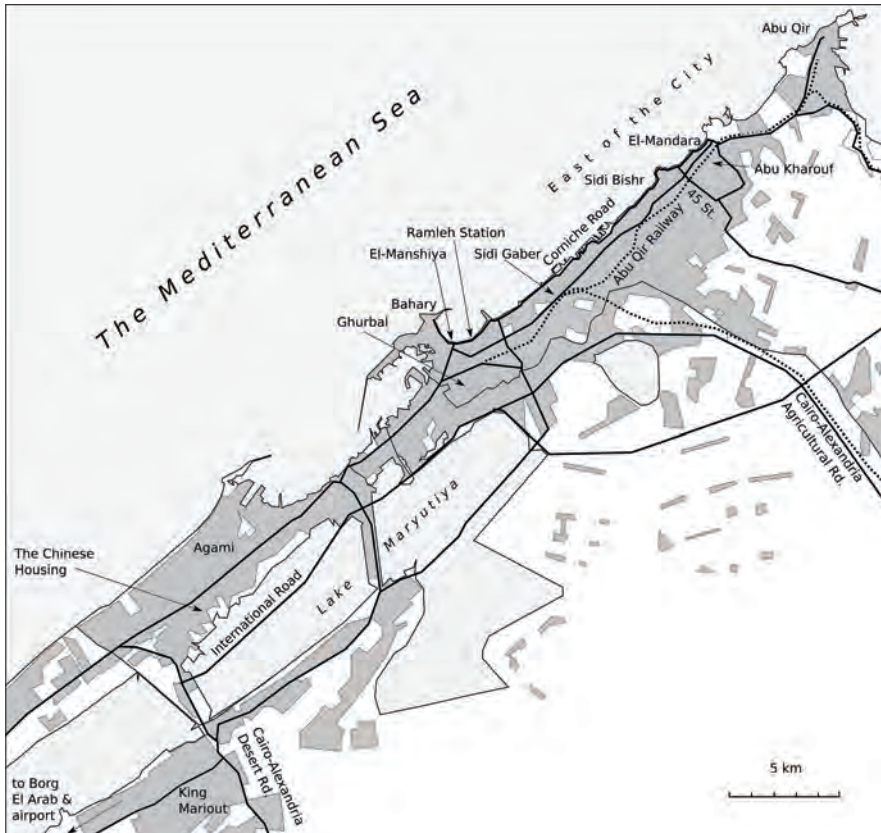 Abu Qir
The Mediterranean Sea
East of the City
El-Mandara
Abu Kharouf
Sidi Bishr
45 St.
Corniche Road
Abu Qir Railway
Ramleh Station
El-Manshiya
Sidi Gaber
Bahary
Ghurbal
Cairo-Alexandria
Agricultural Rd.
Agami
The Chinese
Housing
International Road
Lake Maryutiya
Cairo-Alexandria
Desert Rd.
King
Mariout
to Borg
El Arab &
airport
5 km